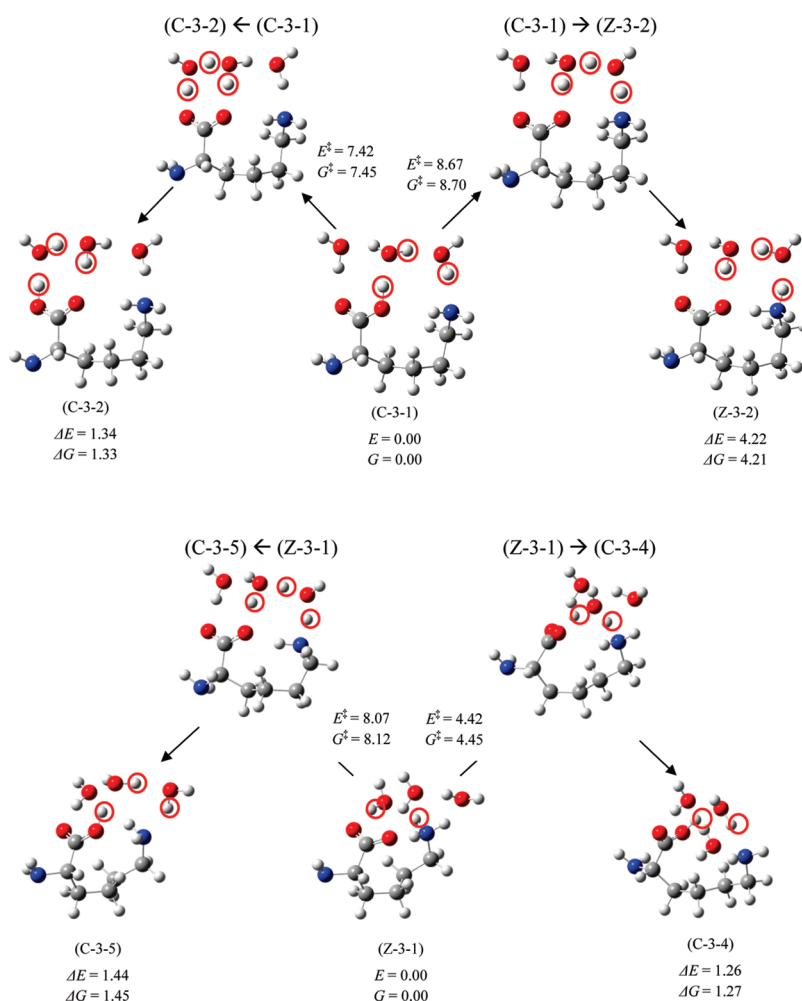 (C-3-2) ← (C-3-1)
(C-3-1) → (Z-3-2)
E‡ = 7.42
G‡ = 7.45
E‡ = 8.67
G‡ = 8.70
(C-3-2)
ΔE = 1.34
ΔG = 1.33
(C-3-1)
E = 0.00
G = 0.00
(Z-3-2)
ΔE = 4.22
ΔG = 4.21
(C-3-5) ← (Z-3-1)
(Z-3-1) → (C-3-4)
E‡ = 8.07
G‡ = 8.12
E‡ = 4.42
G‡ = 4.45
(C-3-5)
ΔE = 1.44
ΔG = 1.45
(Z-3-1)
E = 0.00
G = 0.00
(C-3-4)
ΔE = 1.26
ΔG = 1.27